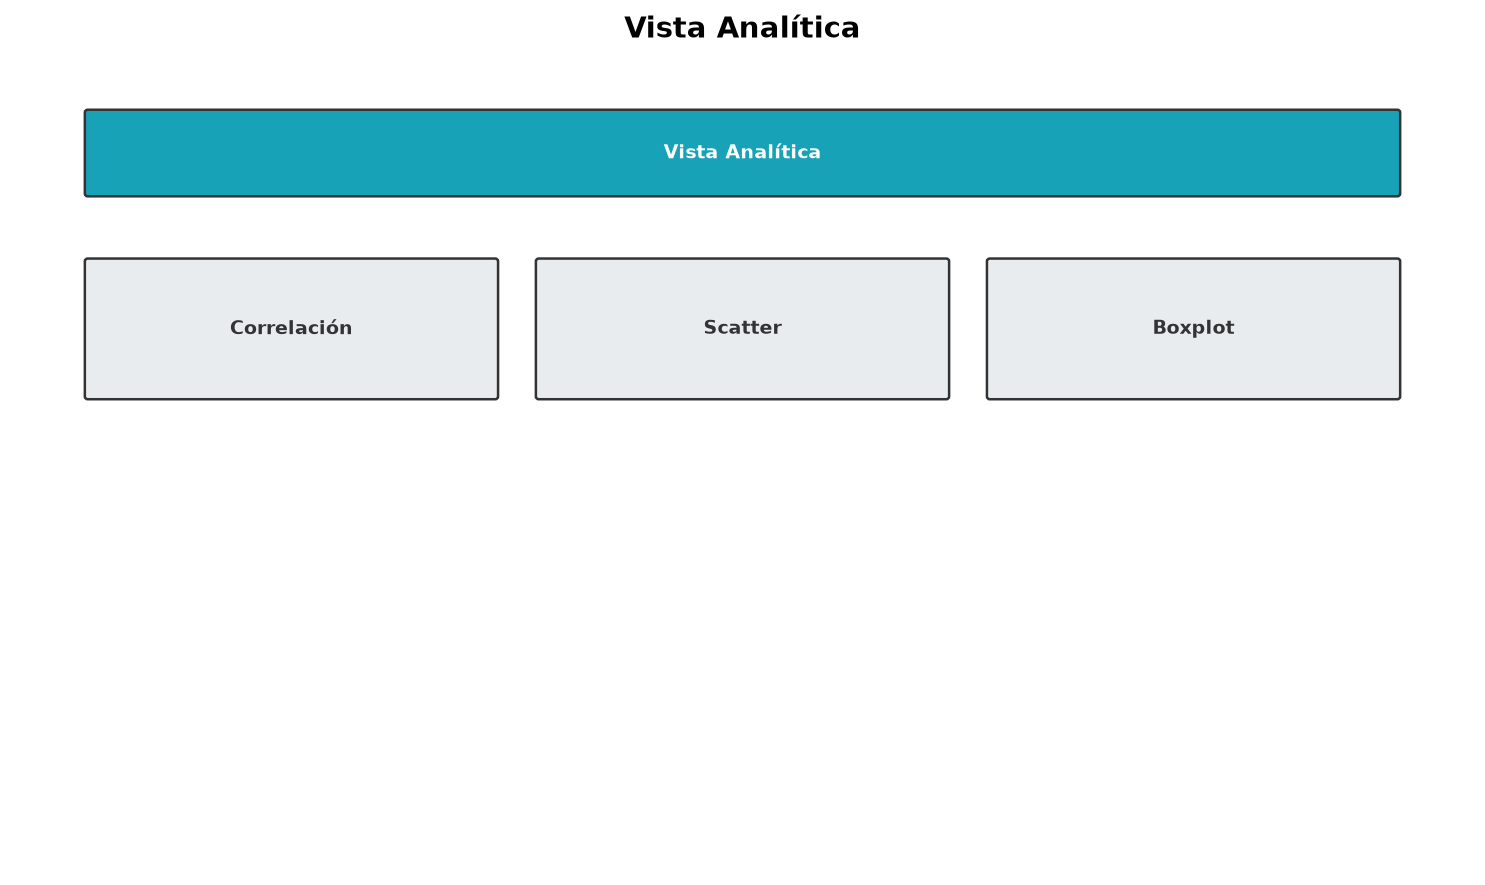 Vista Analítica
Vista Analítica
Correlación
Scatter
Boxplot